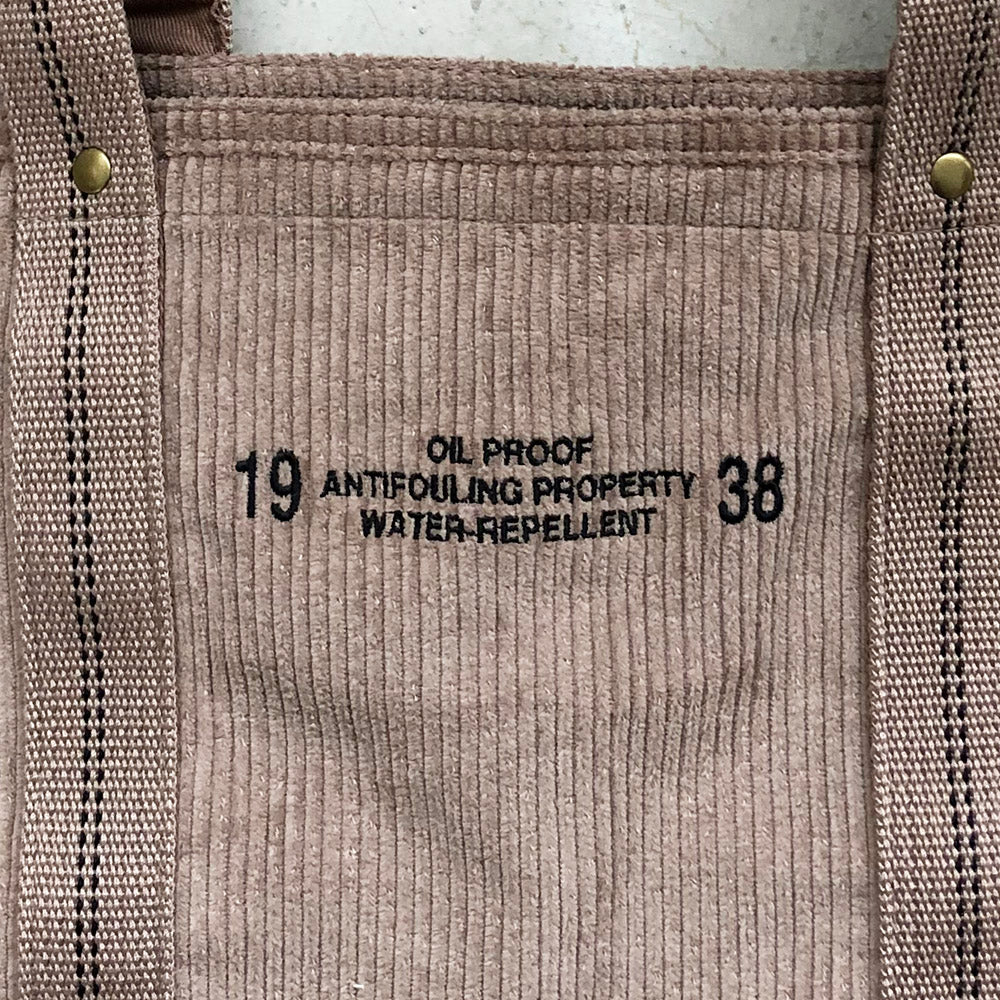 OIL PROOF
19 ANTIFOULING PROPERTY 38
WATER-REPELLENT